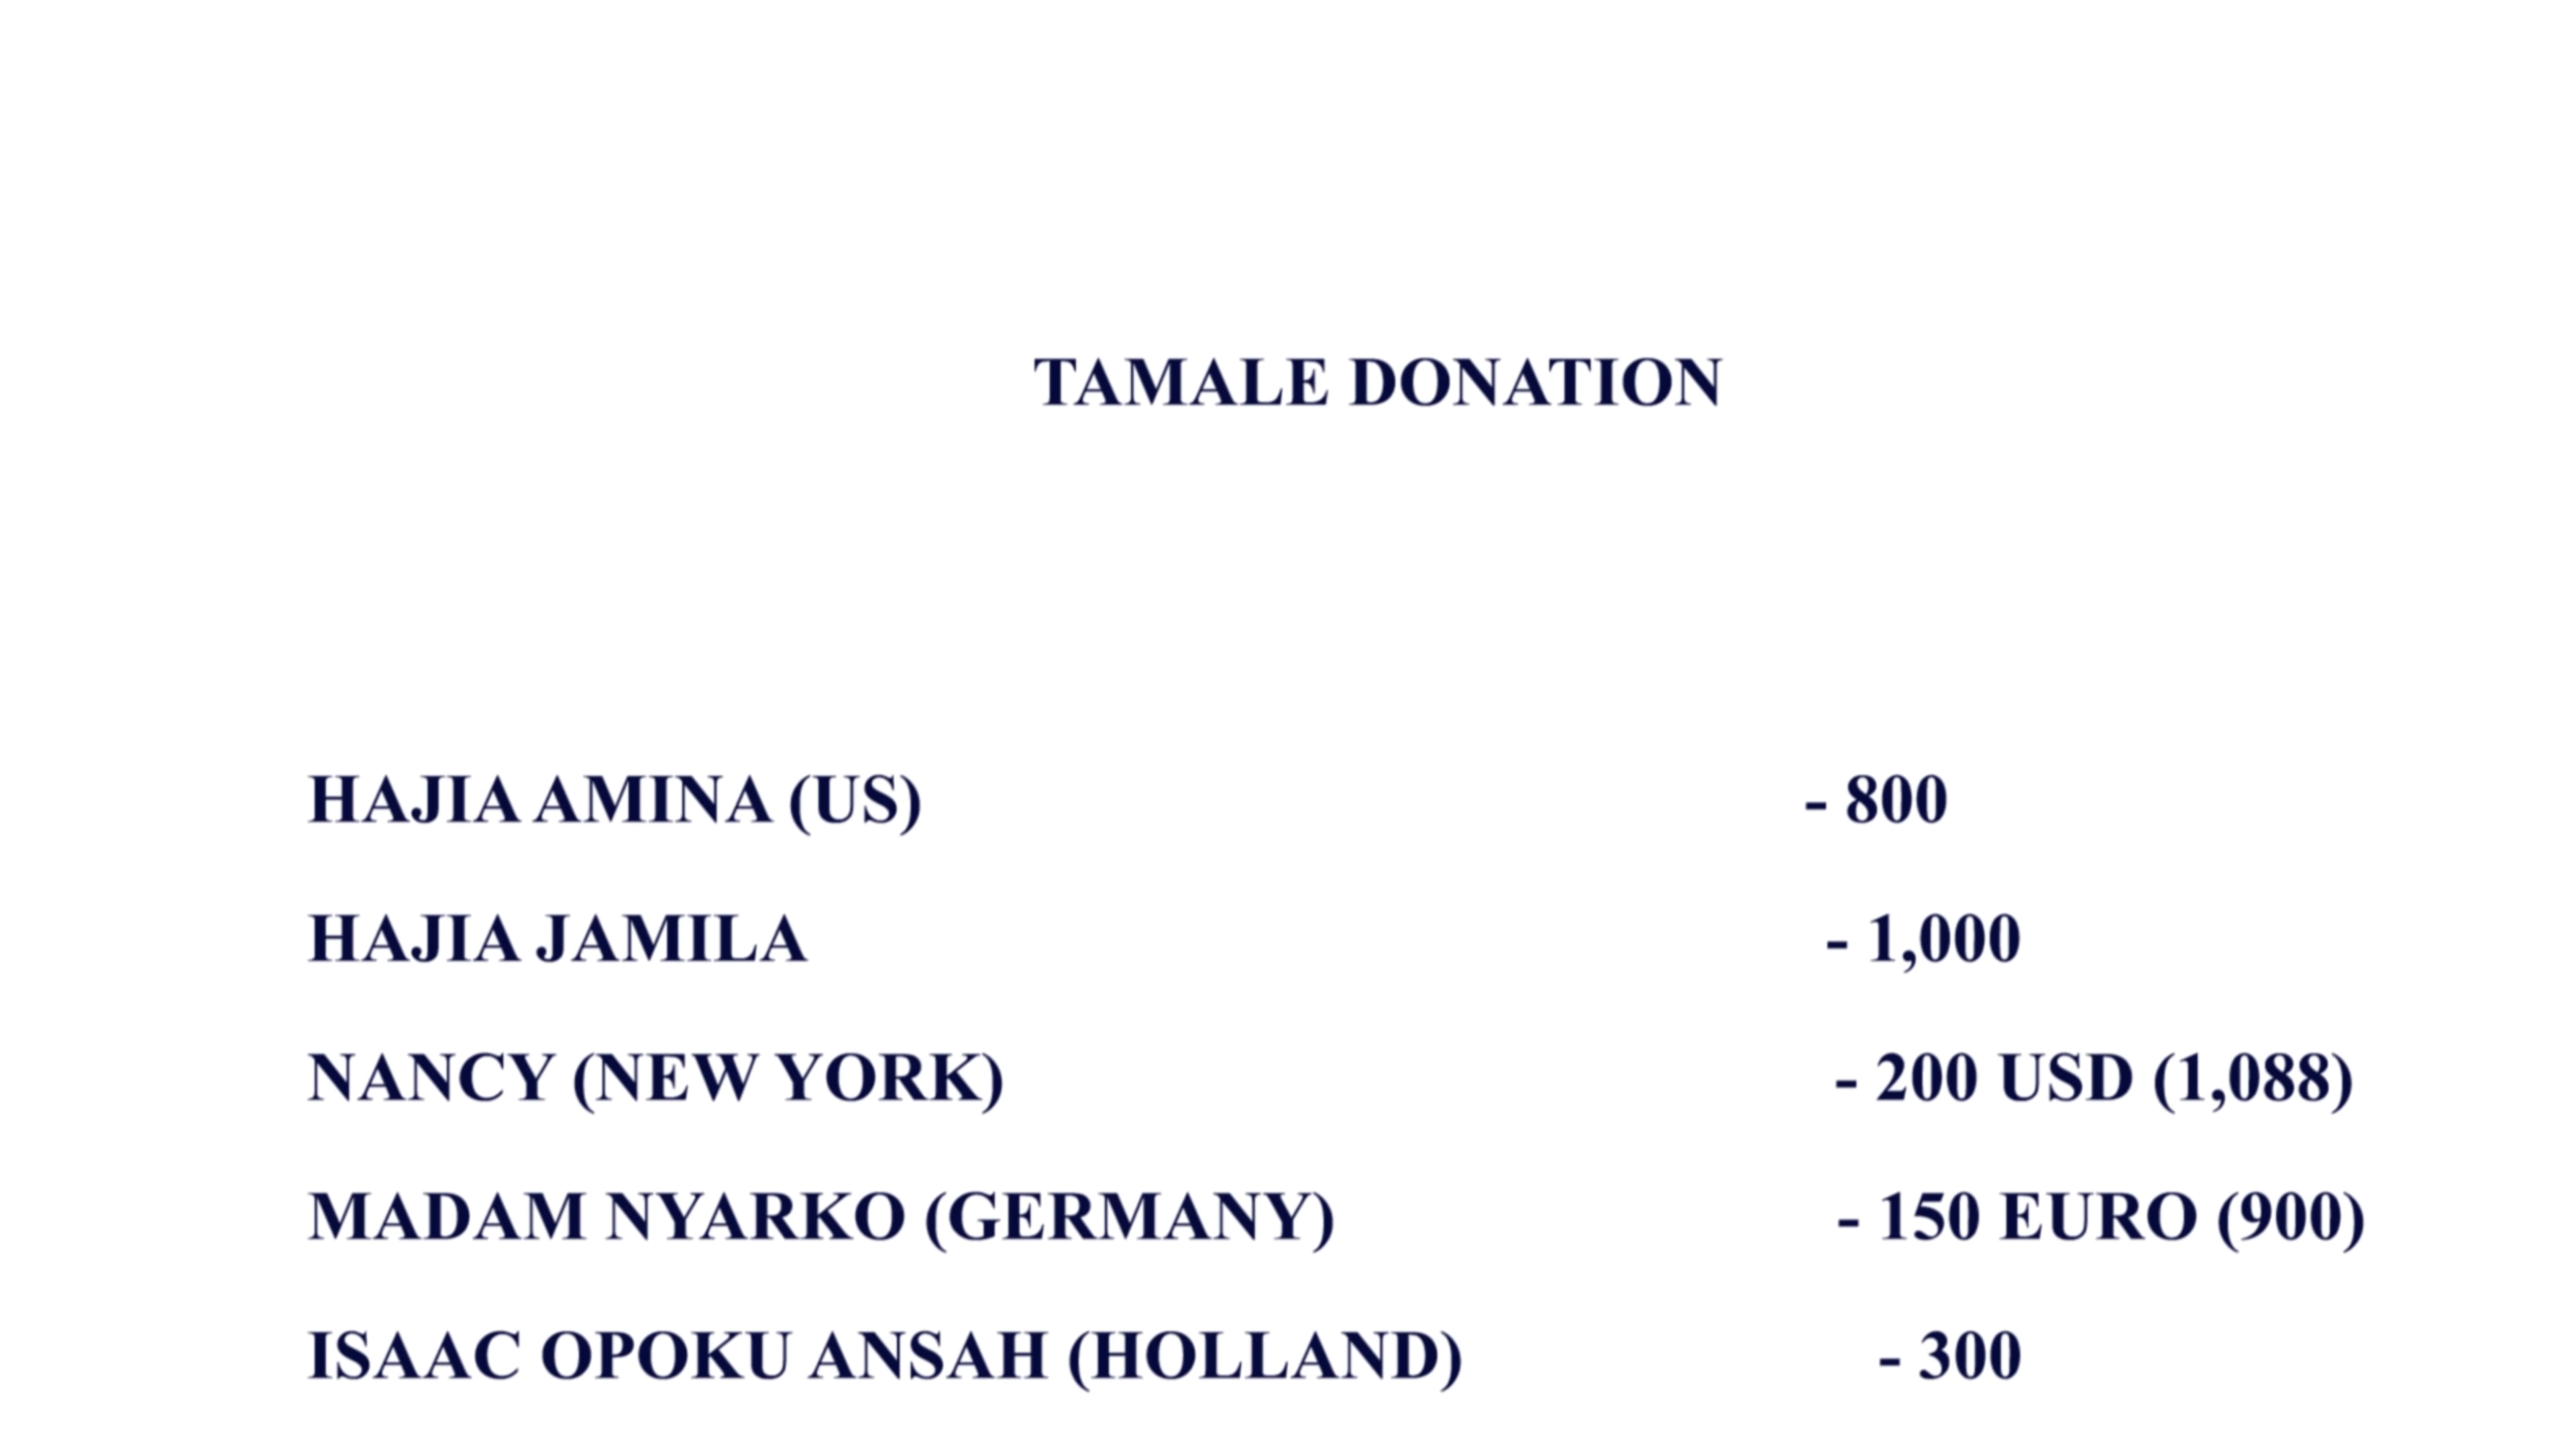 TAMALE DONATION
HAJIA AMINA (US) - 800
HAJIA JAMILA - 1,000
NANCY (NEW YORK) - 200 USD (1,088)
MADAM NYARKO (GERMANY) - 150 EURO (900)
ISAAC OPOKU ANSAH (HOLLAND) - 300